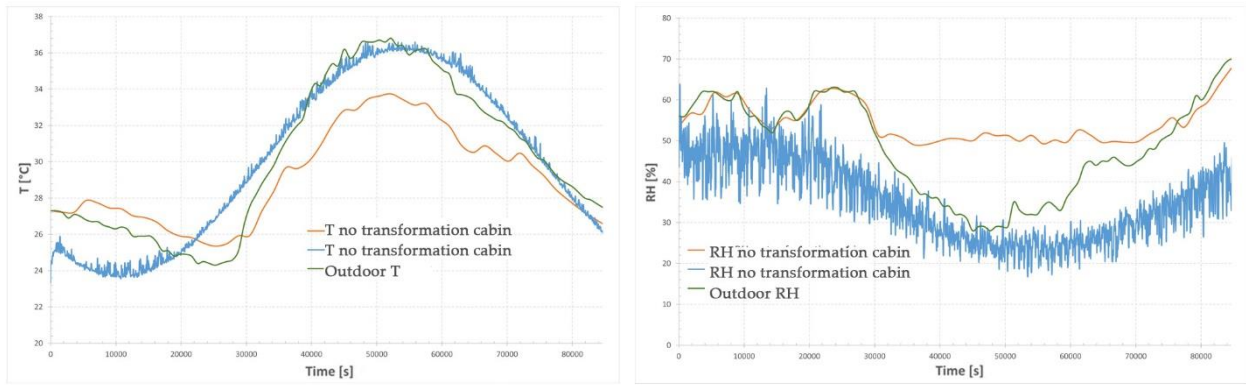 38
36
34
32
30
28
26
24
22
20
T [°C]
T no transformation cabin
T no transformation cabin
Outdoor T
0 10000 20000 30000 40000 50000 60000 70000 80000
Time [s]
80
70
60
50
40
30
20
10
0
RH [%]
RH no transformation cabin
RH no transformation cabin
Outdoor RH
0 10000 20000 30000 40000 50000 60000 70000 80000
Time [s]